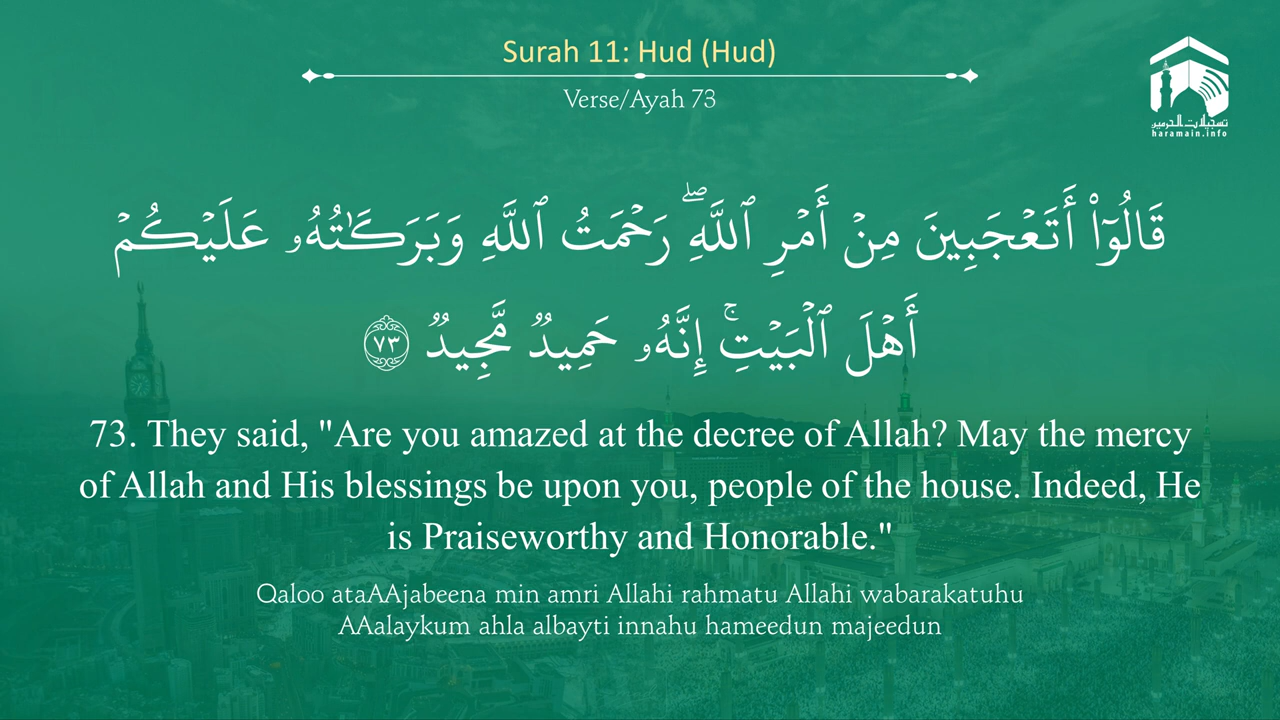 Surah 11: Hud (Hud)
Verse/Ayah 73
تسجيلات الحرمين
haramain.info
قَالُوٓا۟ أَتَعْجَبِينَ مِنْ أَمْرِ ٱللَّهِ ۖ رَحْمَتُ ٱللَّهِ وَبَرَكَـٰتُهُۥ عَلَيْكُمْ
أَهْلَ ٱلْبَيْتِ ۚ إِنَّهُۥ حَمِيدٌ مَّجِيدٌ ٧٣
73. They said, "Are you amazed at the decree of Allah? May the mercy
of Allah and His blessings be upon you, people of the house. Indeed, He
is Praiseworthy and Honorable."
Qaloo ataAAjabeena min amri Allahi rahmatu Allahi wabarakatuhu
AAalaykum ahla albayti innahu hameedun majeedun